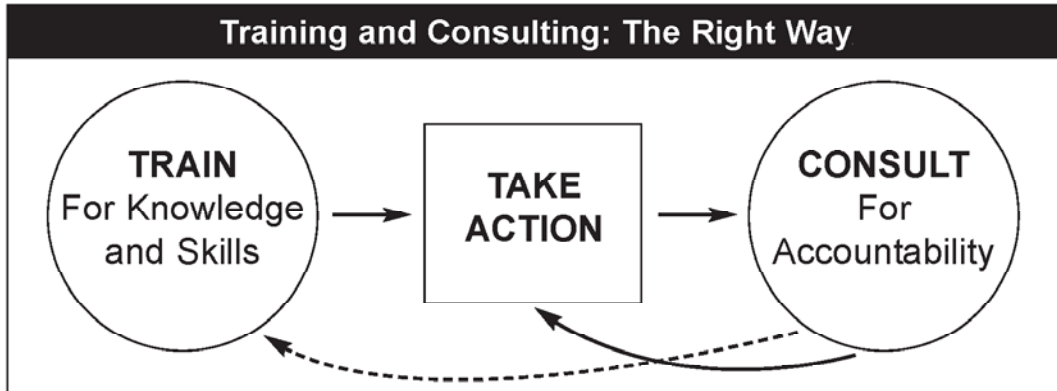 Training and Consulting: The Right Way
TRAIN
For Knowledge
and Skills
TAKE
ACTION
CONSULT
For
Accountability